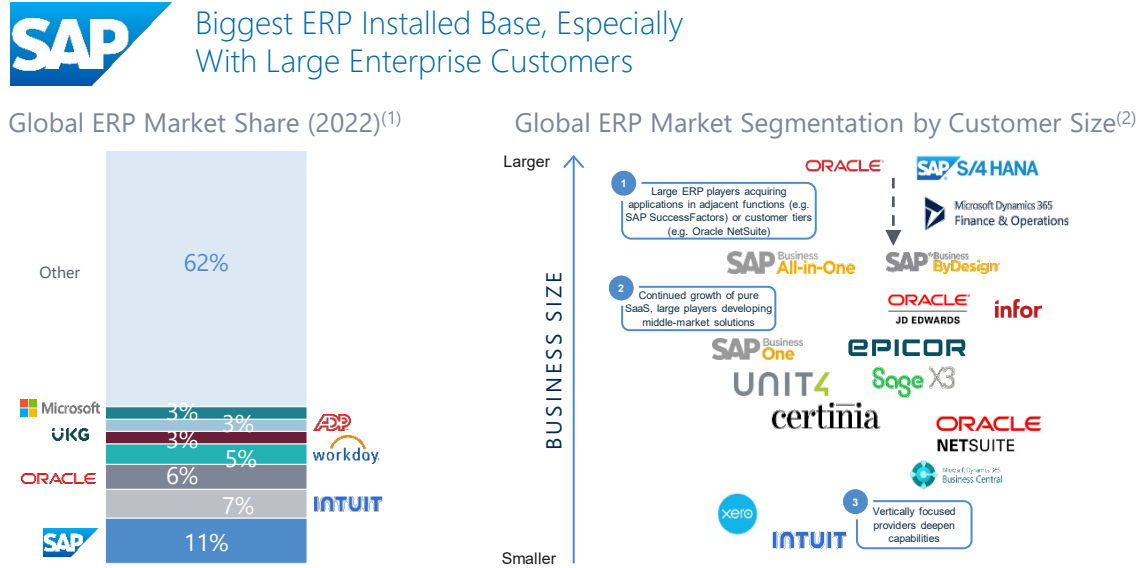 SAP
Biggest ERP Installed Base, Especially
With Large Enterprise Customers
Global ERP Market Share (2022)(1)
Other
62%
Microsoft
3%
3%
ADP
UKG
3%
5%
workday.
ORACLE
6%
7%
INTUIT
SAP
11%
Global ERP Market Segmentation by Customer Size(2)
Larger
BUSINESS SIZE
Smaller
ORACLE
SAP S/4 HANA
1
Large ERP players acquiring
applications in adjacent functions (e.g.
SAP SuccessFactors) or customer tiers
(e.g. Oracle NetSuite)
Microsoft Dynamics 365
Finance & Operations
SAP Business
All-in-One
SAP Business
ByDesign
2
Continued growth of pure
SaaS, large players developing
middle-market solutions
ORACLE
JD EDWARDS
infor
SAP Business
One
EPICOR
UNIT4
Sage X3
certinia
ORACLE
NETSUITE
Microsoft Dynamics 365
Business Central
xero
INTUIT
3
Vertically focused
providers deepen
capabilities